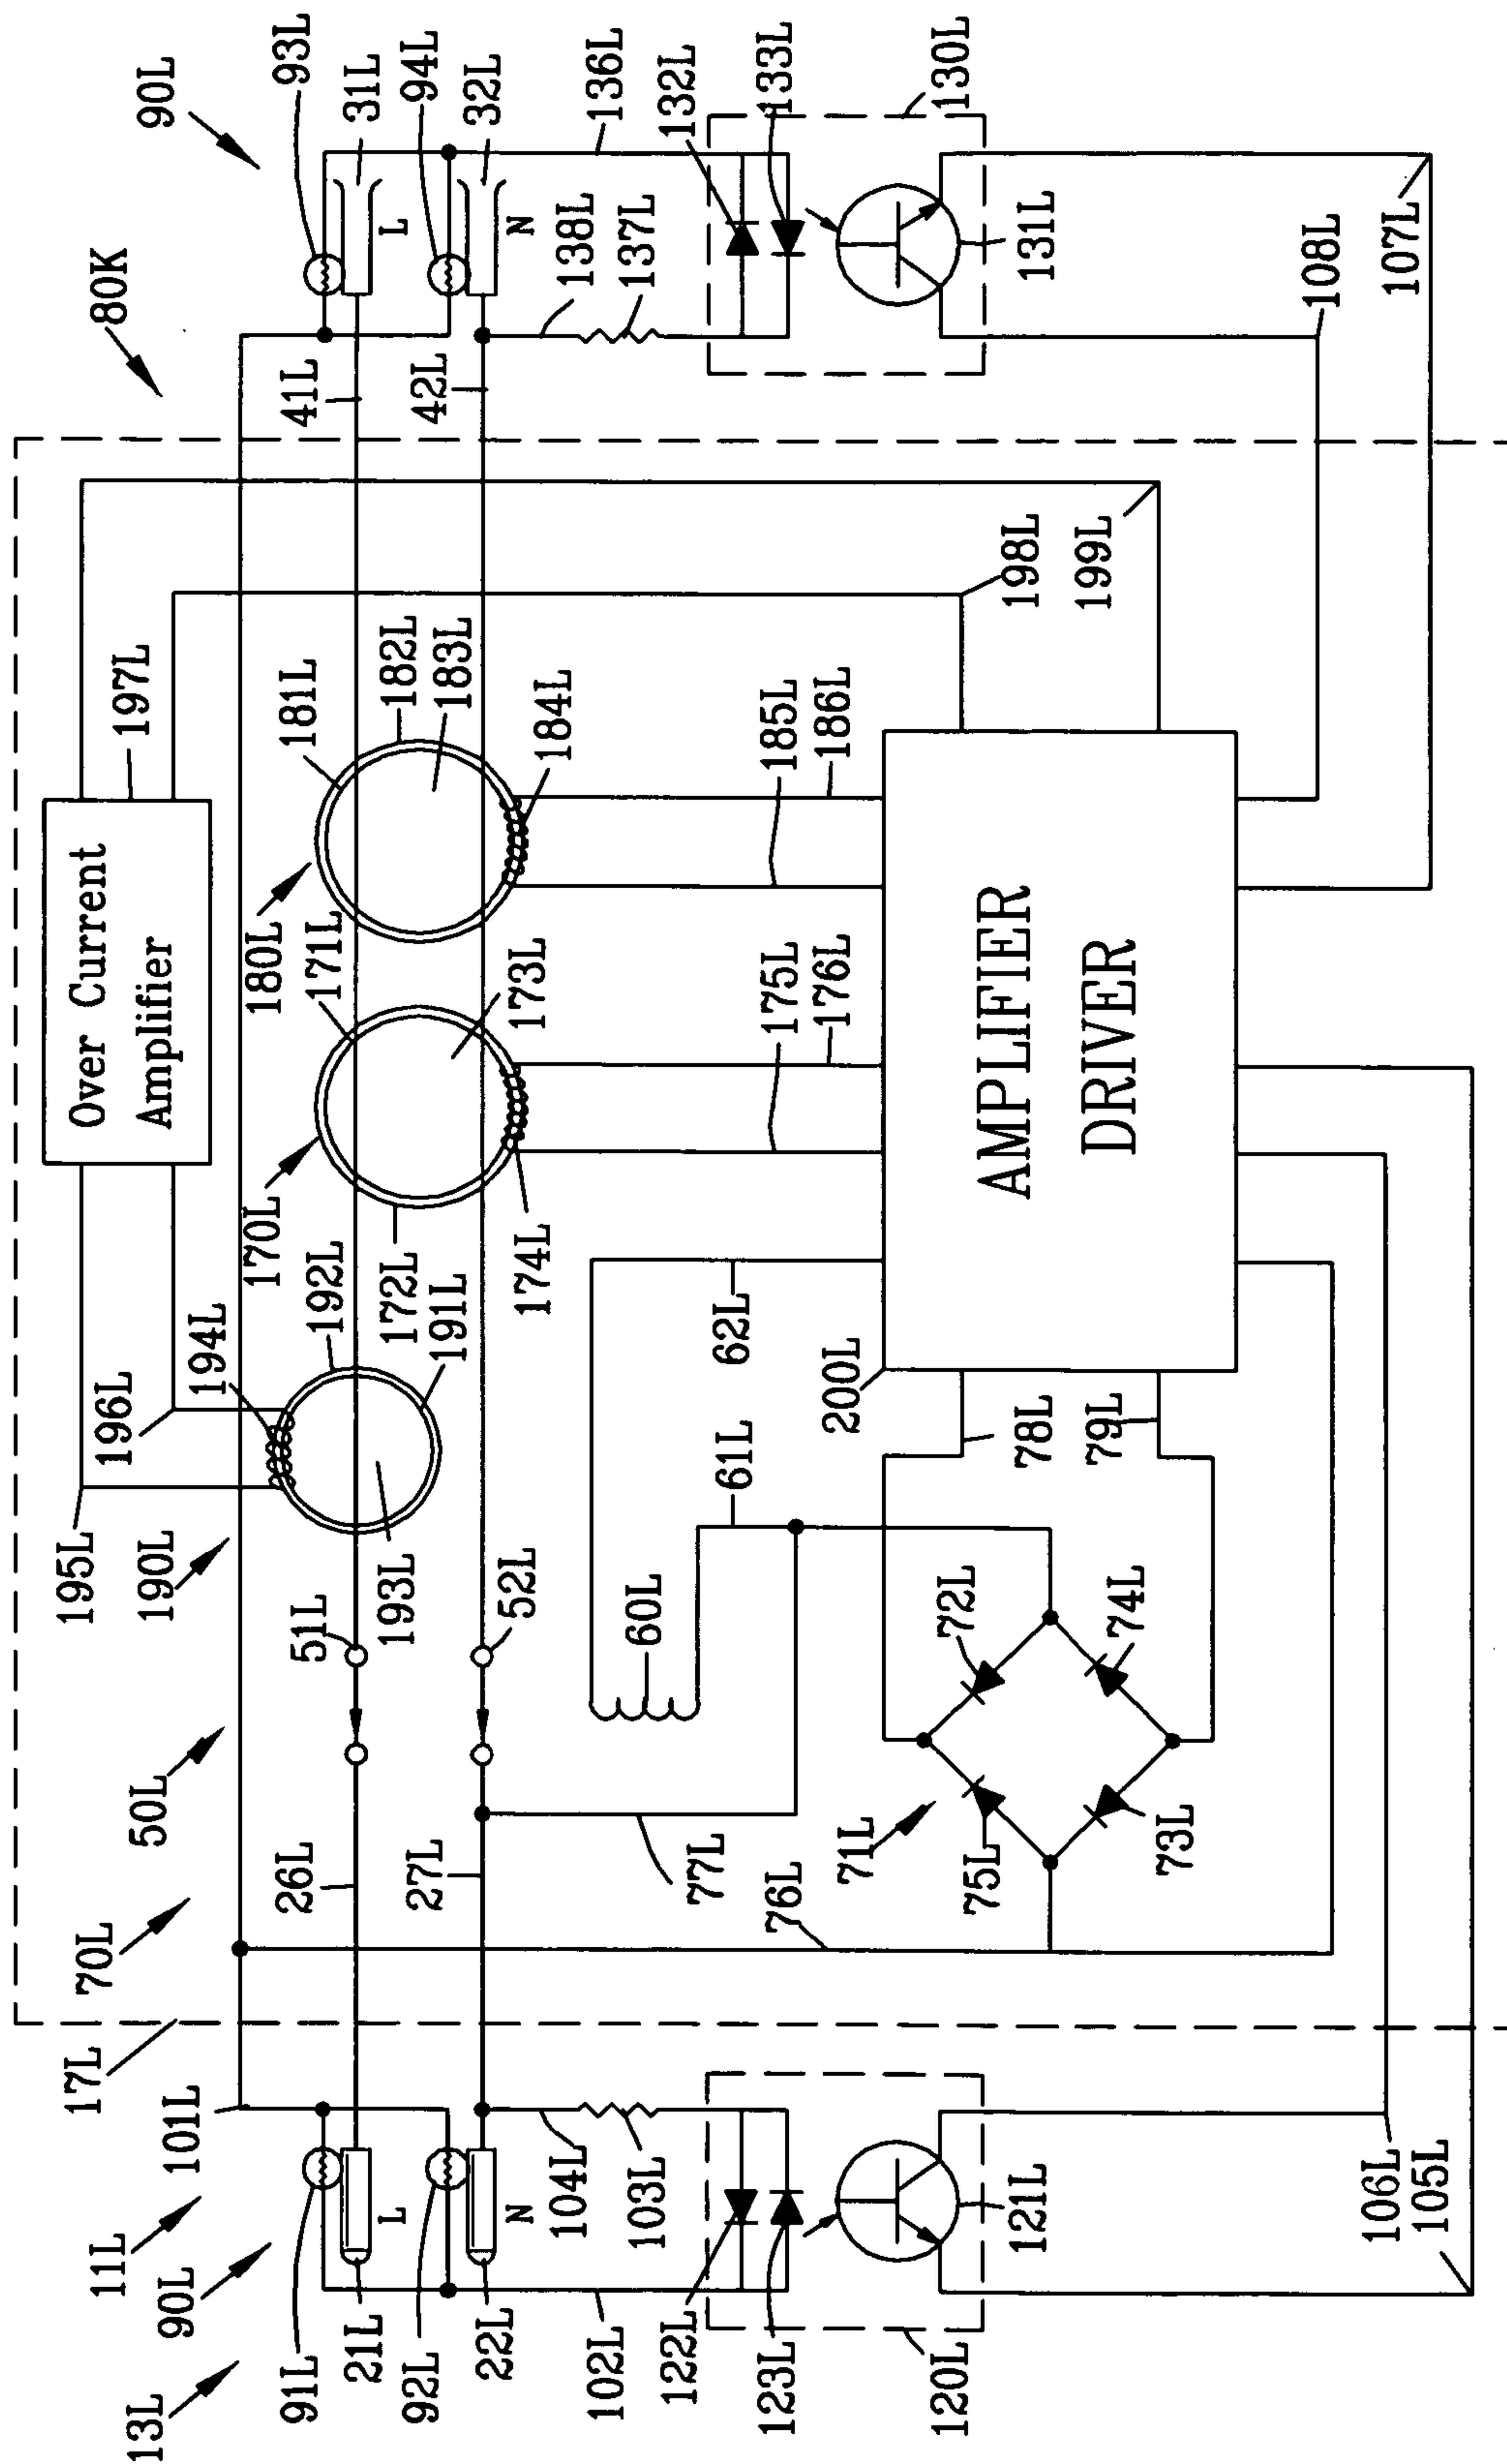 90L
93L
31L
94L
32L
136L
132L
133L
130L
80K
41L
L
42L
N
138L
137L
131L
108L
107L
197L
181L
182L
183L
184L
185L
186L
198L
199L
Over Current
Amplifier
180L
171L
173L
175L
176L
AMPLIFIER
DRIVER
170L
192L
172L
191L
174L
62L
200L
196L
194L
195L
190L
193L
51L
52L
61L
60L
78L
79L
72L
74L
50L
26L
27L
77L
76L
71L
75L
73L
70L
17L
101L
11L
90L
13L
91L
21L
L
92L
22L
N
104L
103L
102L
122L
123L
120L
121L
106L
105L